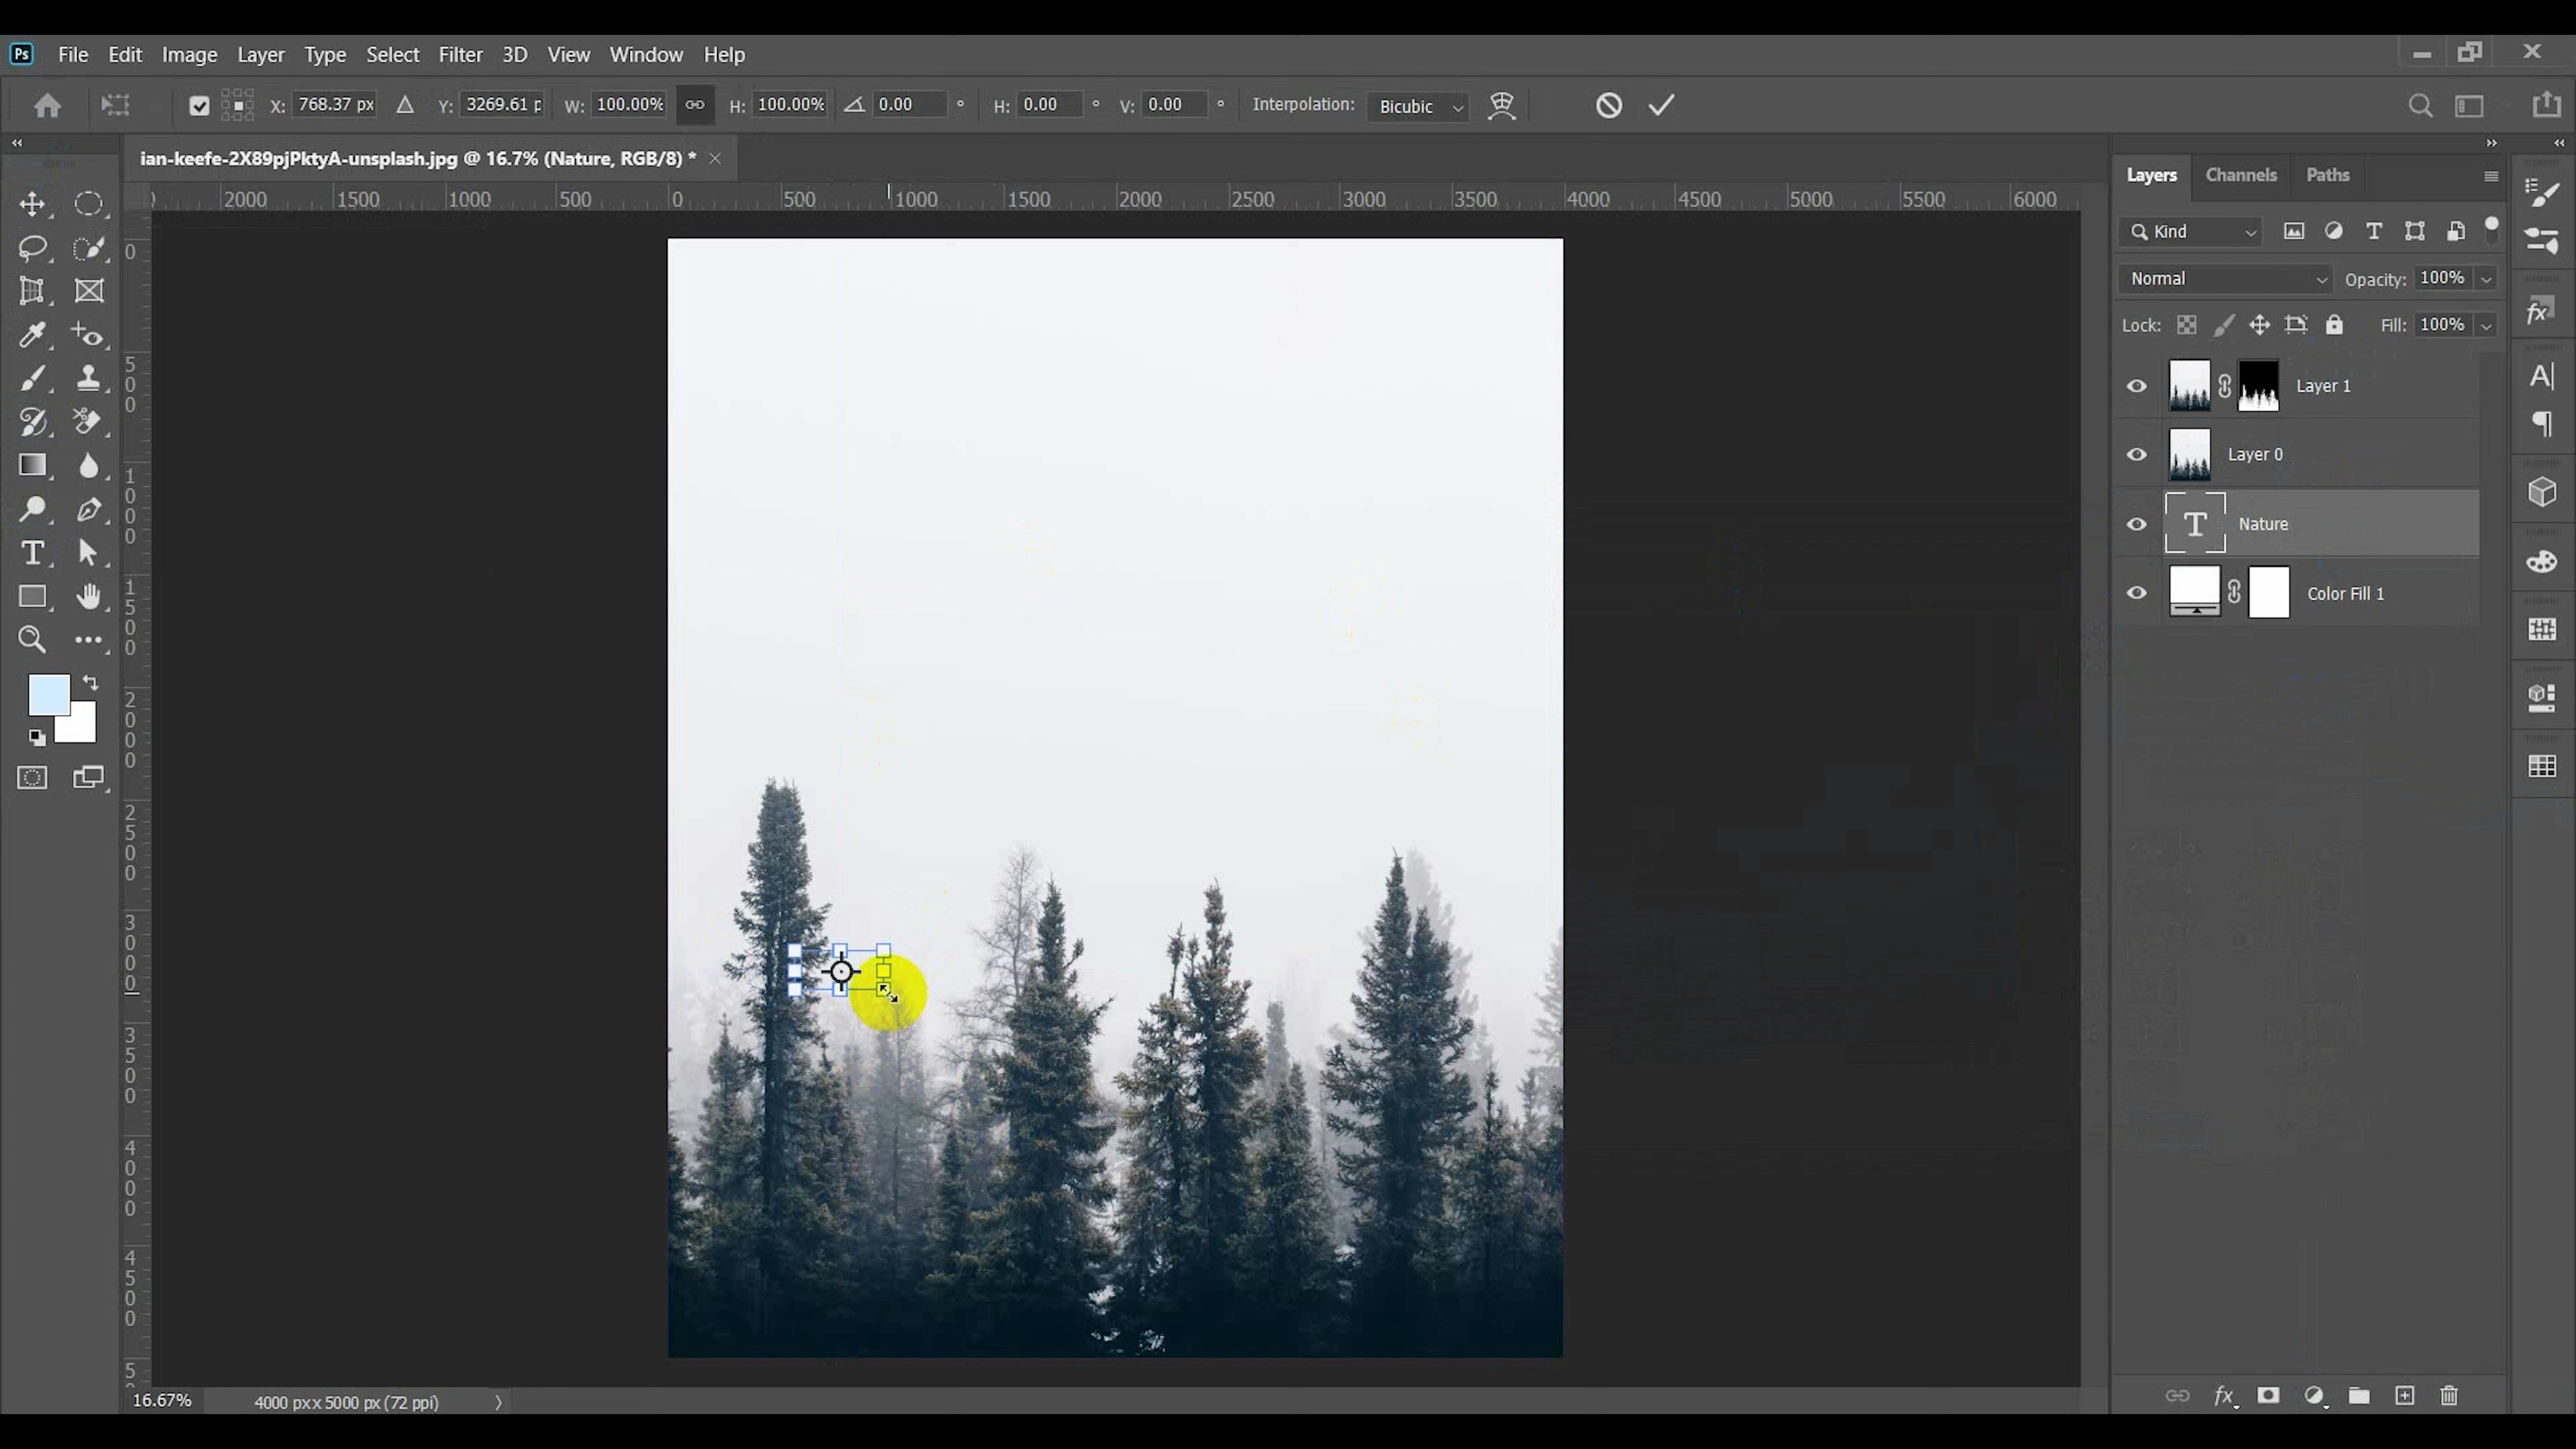 Ps File Edit Image Layer Type Select Filter 3D View Window Help
X: 768.37 px Y: 3269.61 p W: 100.00% H: 100.00% 0.00 ° H: 0.00 ° V: 0.00 ° Interpolation: Bicubic
ian-keefe-2X89pjPktyA-unsplash.jpg @ 16.7% (Nature, RGB/8) * ×
2000 1500 1000 500 0 500 1000 1500 2000 2500 3000 3500 4000 4500 5000 5500 6000
0
500
1000
1500
2000
2500
3000
3500
4000
4500
5
Layers Channels Paths
Kind
Normal Opacity: 100%
Lock: Fill: 100%
Layer 1
Layer 0
T Nature
Color Fill 1
16.67% 4000 px x 5000 px (72 ppi)
fx